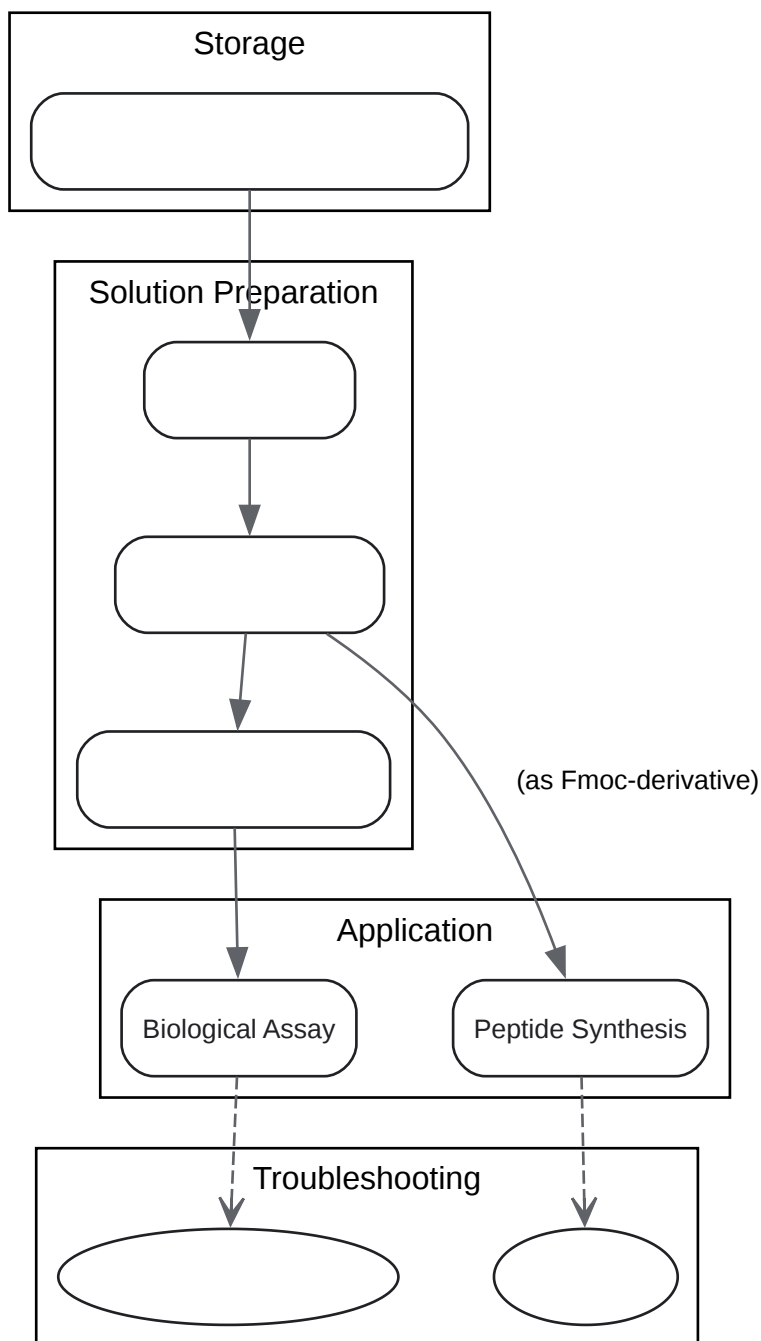 Storage
Solution Preparation
(as Fmoc-derivative)
Application
Biological Assay
Peptide Synthesis
Troubleshooting